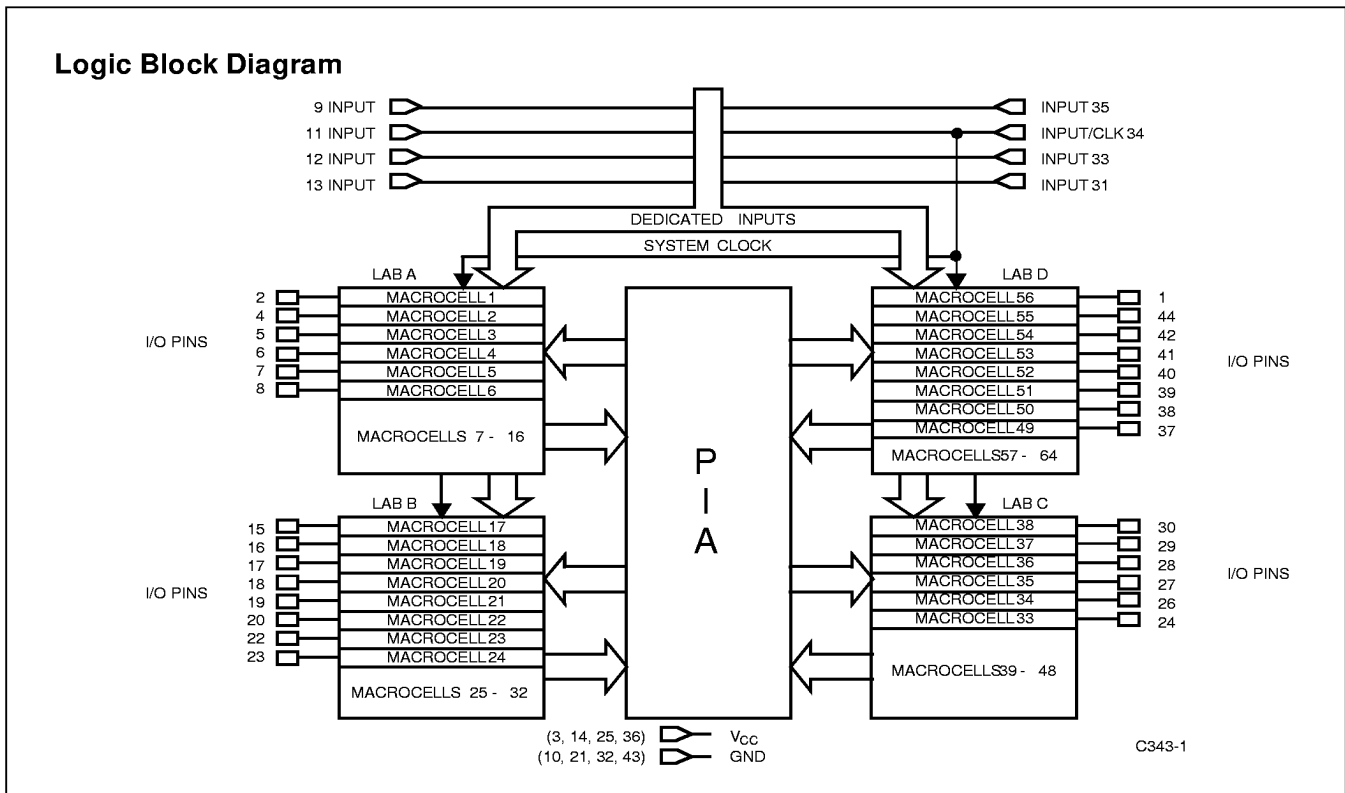 Logic Block Diagram
9 INPUT
11 INPUT
12 INPUT
13 INPUT
INPUT 35
INPUT/CLK 34
INPUT 33
INPUT 31
DEDICATED INPUTS
SYSTEM CLOCK
LAB A
2
4
5
6
7
8
I/O PINS
MACROCELL 1
MACROCELL 2
MACROCELL 3
MACROCELL 4
MACROCELL 5
MACROCELL 6
MACROCELLS 7 - 16
LAB D
MACROCELL 56
MACROCELL 55
MACROCELL 54
MACROCELL 53
MACROCELL 52
MACROCELL 51
MACROCELL 50
MACROCELL 49
MACROCELLS 57 - 64
1
44
42
41
40
39
38
37
I/O PINS
P
I
A
LAB B
15
16
17
18
19
20
22
23
I/O PINS
MACROCELL 17
MACROCELL 18
MACROCELL 19
MACROCELL 20
MACROCELL 21
MACROCELL 22
MACROCELL 23
MACROCELL 24
MACROCELLS 25 - 32
LAB C
MACROCELL 38
MACROCELL 37
MACROCELL 36
MACROCELL 35
MACROCELL 34
MACROCELL 33
MACROCELLS 39 - 48
30
29
28
27
26
24
I/O PINS
(3, 14, 25, 36) VCC
(10, 21, 32, 43) GND
C343-1